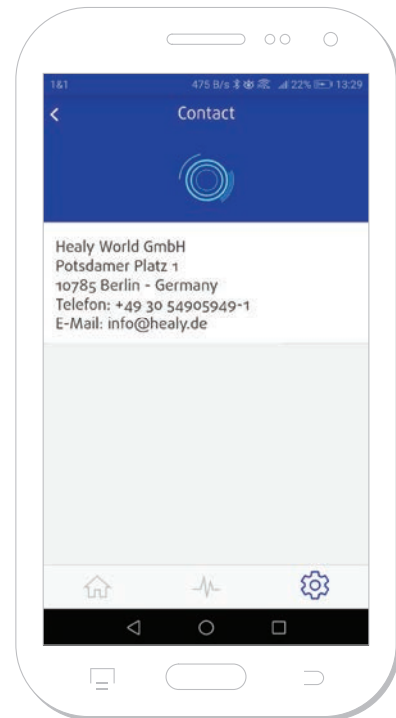 1&1 475 B/s 22% 13:29
Contact
Healy World GmbH
Potsdamer Platz 1
10785 Berlin - Germany
Telefon: +49 30 54905949-1
E-Mail: info@healy.de